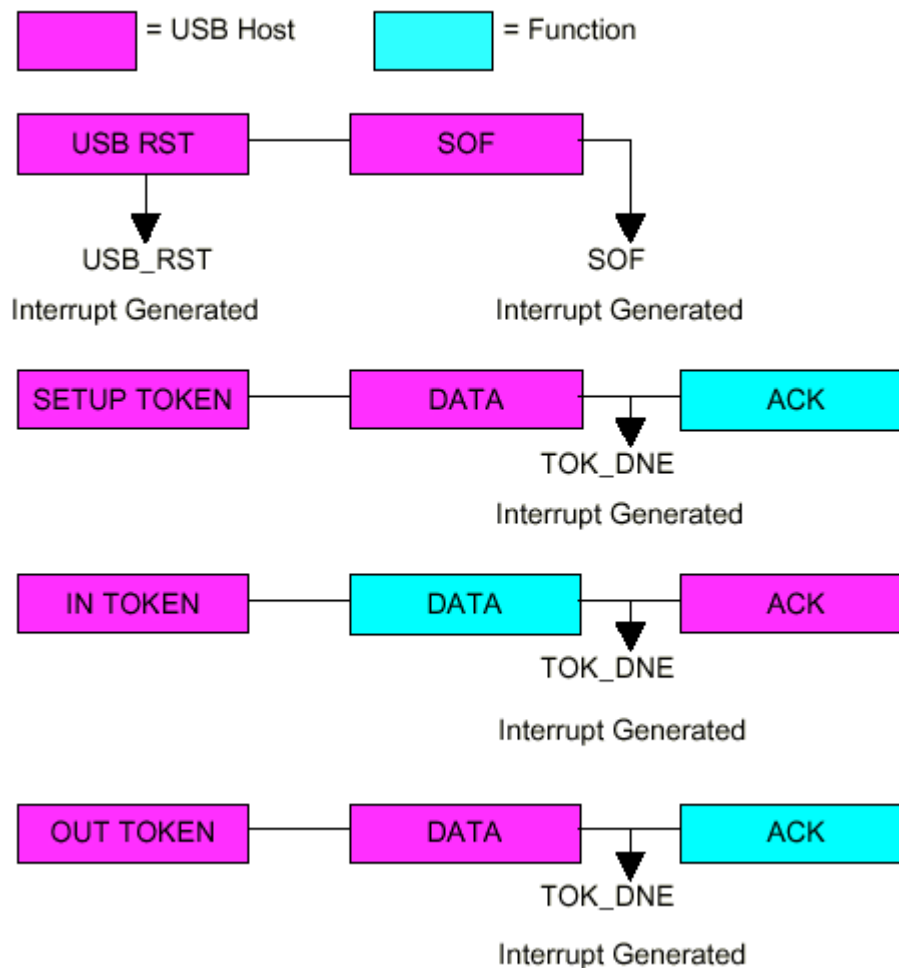 = USB Host
= Function
USB RST
SOF
USB_RST
SOF
Interrupt Generated
Interrupt Generated
SETUP TOKEN
DATA
ACK
TOK_DNE
Interrupt Generated
IN TOKEN
DATA
ACK
TOK_DNE
Interrupt Generated
OUT TOKEN
DATA
ACK
TOK_DNE
Interrupt Generated